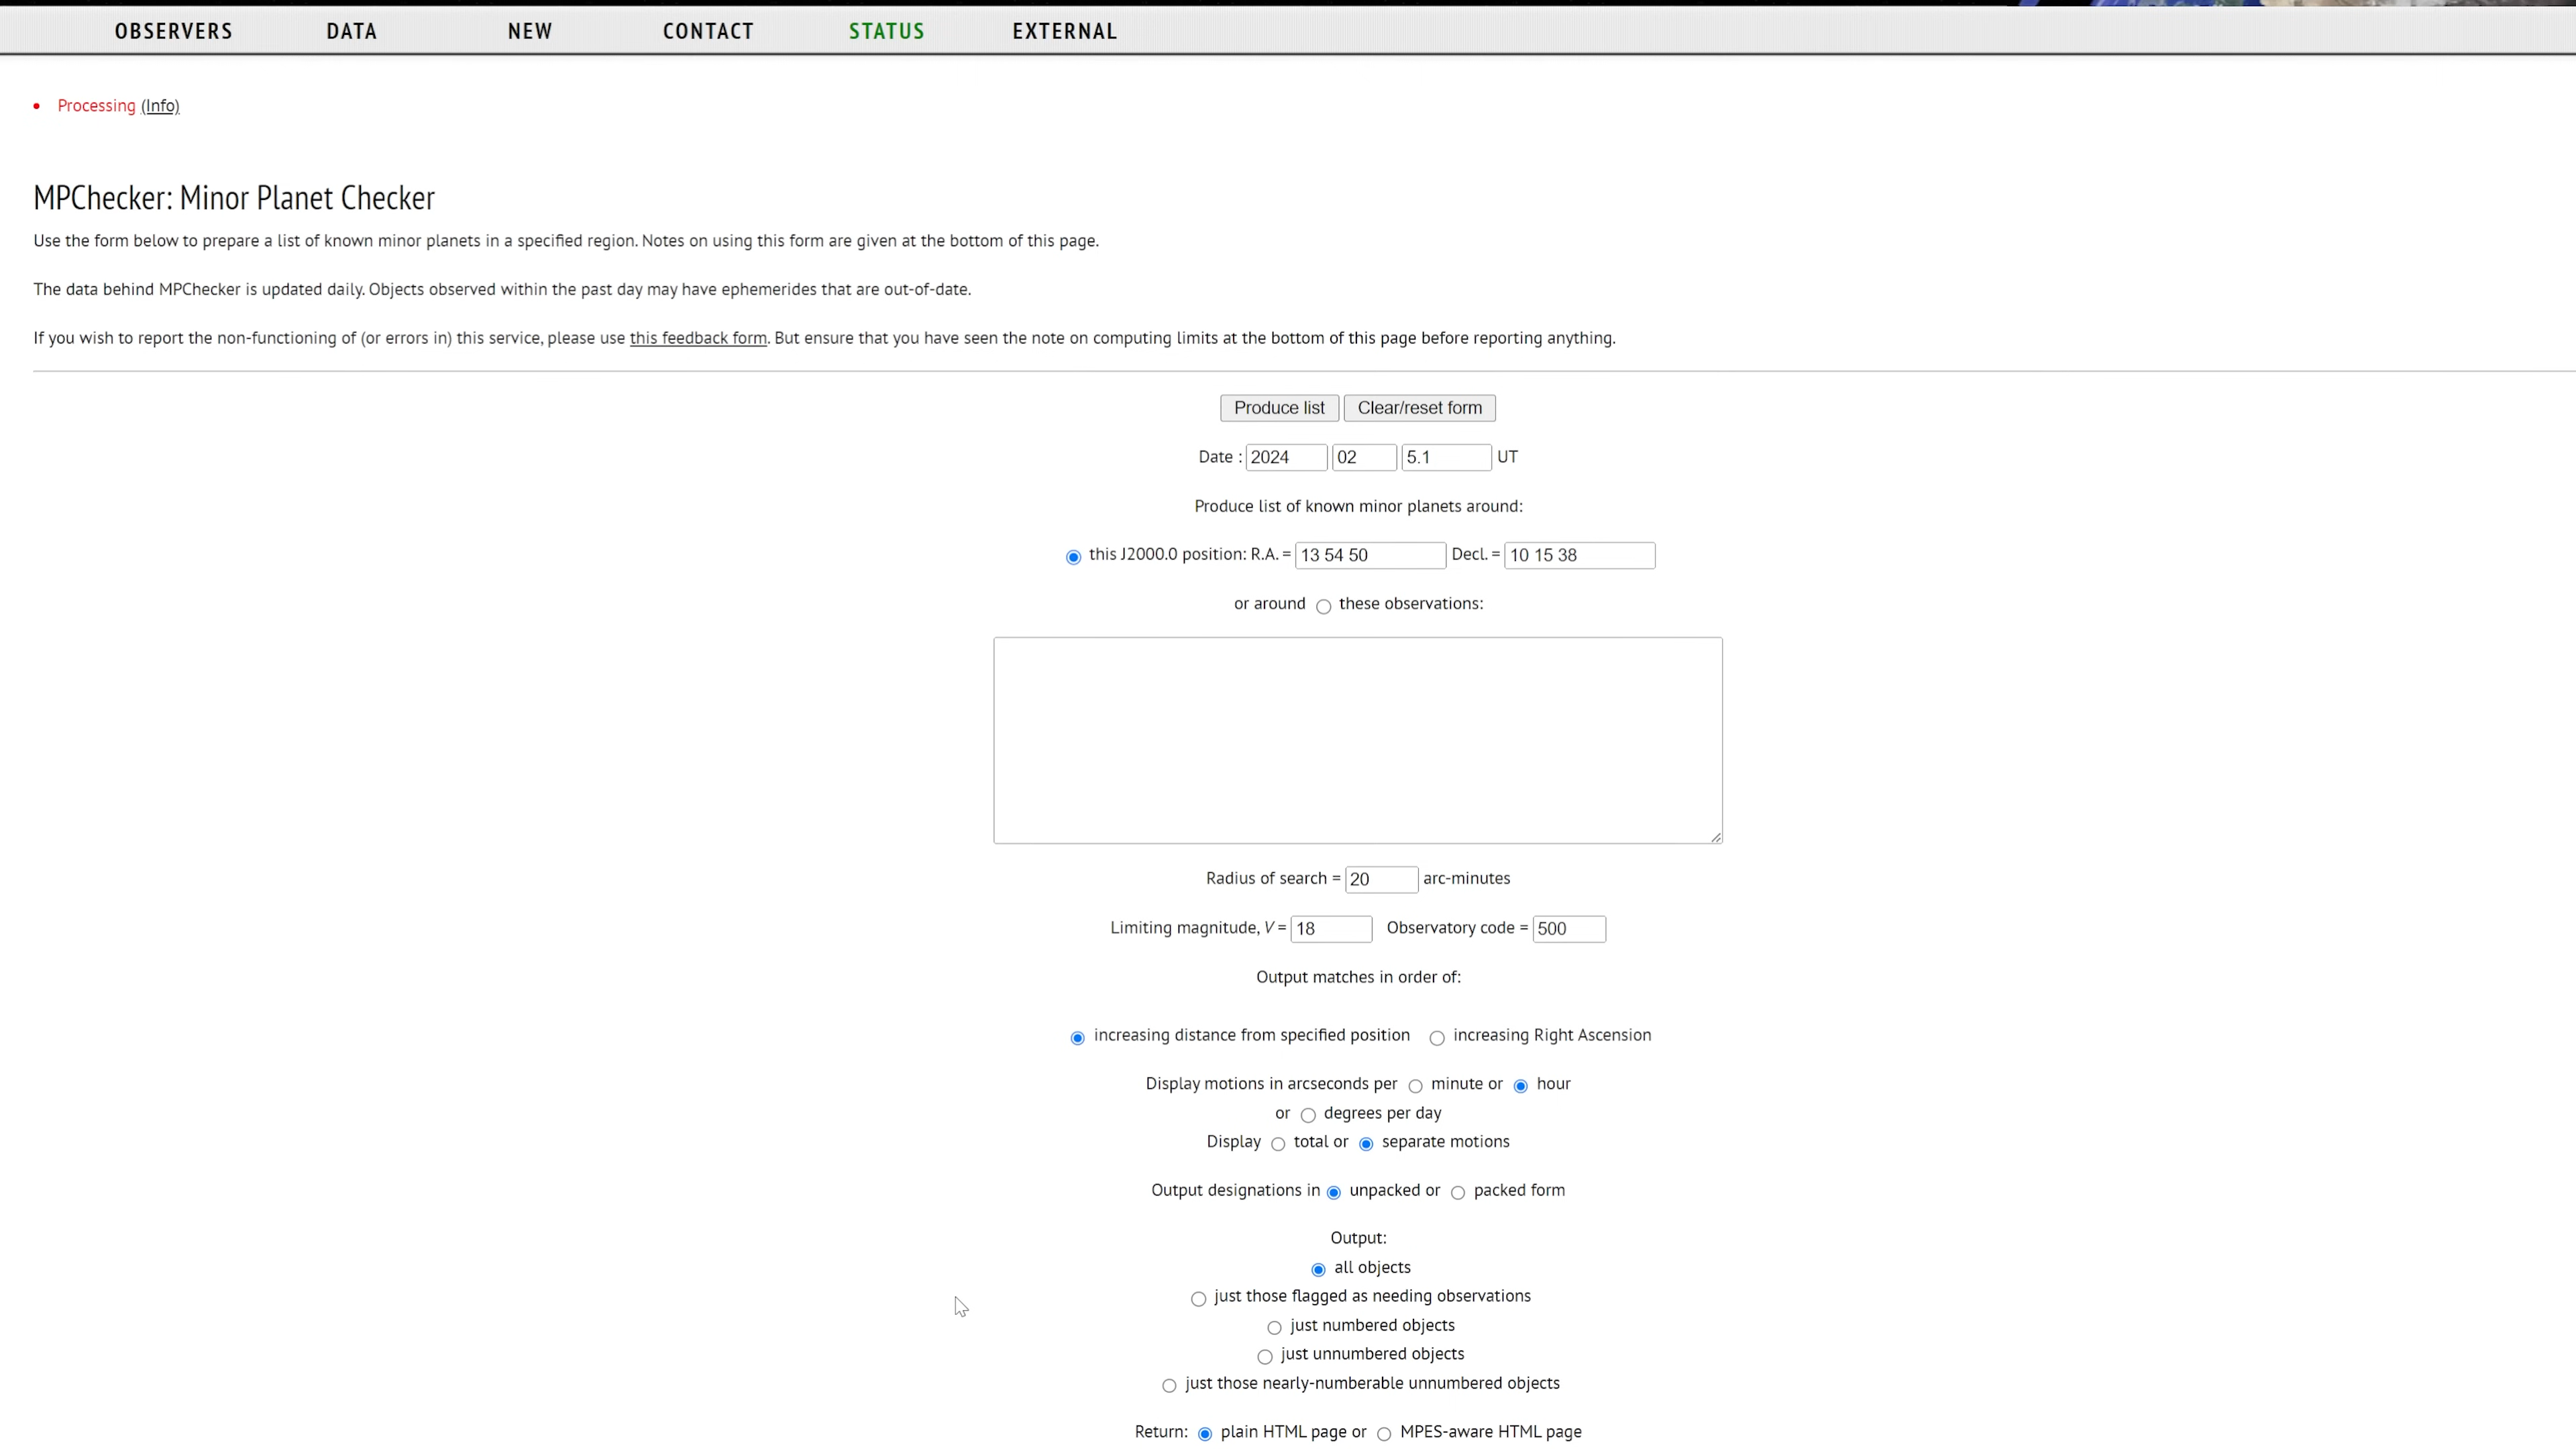 OBSERVERS DATA NEW CONTACT STATUS EXTERNAL
Processing (Info)
MPChecker: Minor Planet Checker
Use the form below to prepare a list of known minor planets in a specified region. Notes on using this form are given at the bottom of this page.
The data behind MPChecker is updated daily. Objects observed within the past day may have ephemerides that are out-of-date.
If you wish to report the non-functioning of (or errors in) this service, please use this feedback form. But ensure that you have seen the note on computing limits at the bottom of this page before reporting anything.
Produce list Clear/reset form
Date : 2024 02 5.1 UT
Produce list of known minor planets around:
this J2000.0 position: R.A. = 13 54 50 Decl. = 10 15 38
or around these observations:
Radius of search = 20 arc-minutes
Limiting magnitude, V = 18 Observatory code = 500
Output matches in order of:
increasing distance from specified position increasing Right Ascension
Display motions in arcseconds per minute or hour
or degrees per day
Display total or separate motions
Output designations in unpacked or packed form
Output:
all objects
just those flagged as needing observations
just numbered objects
just unnumbered objects
just those nearly-numberable unnumbered objects
Return: plain HTML page or MPES-aware HTML page